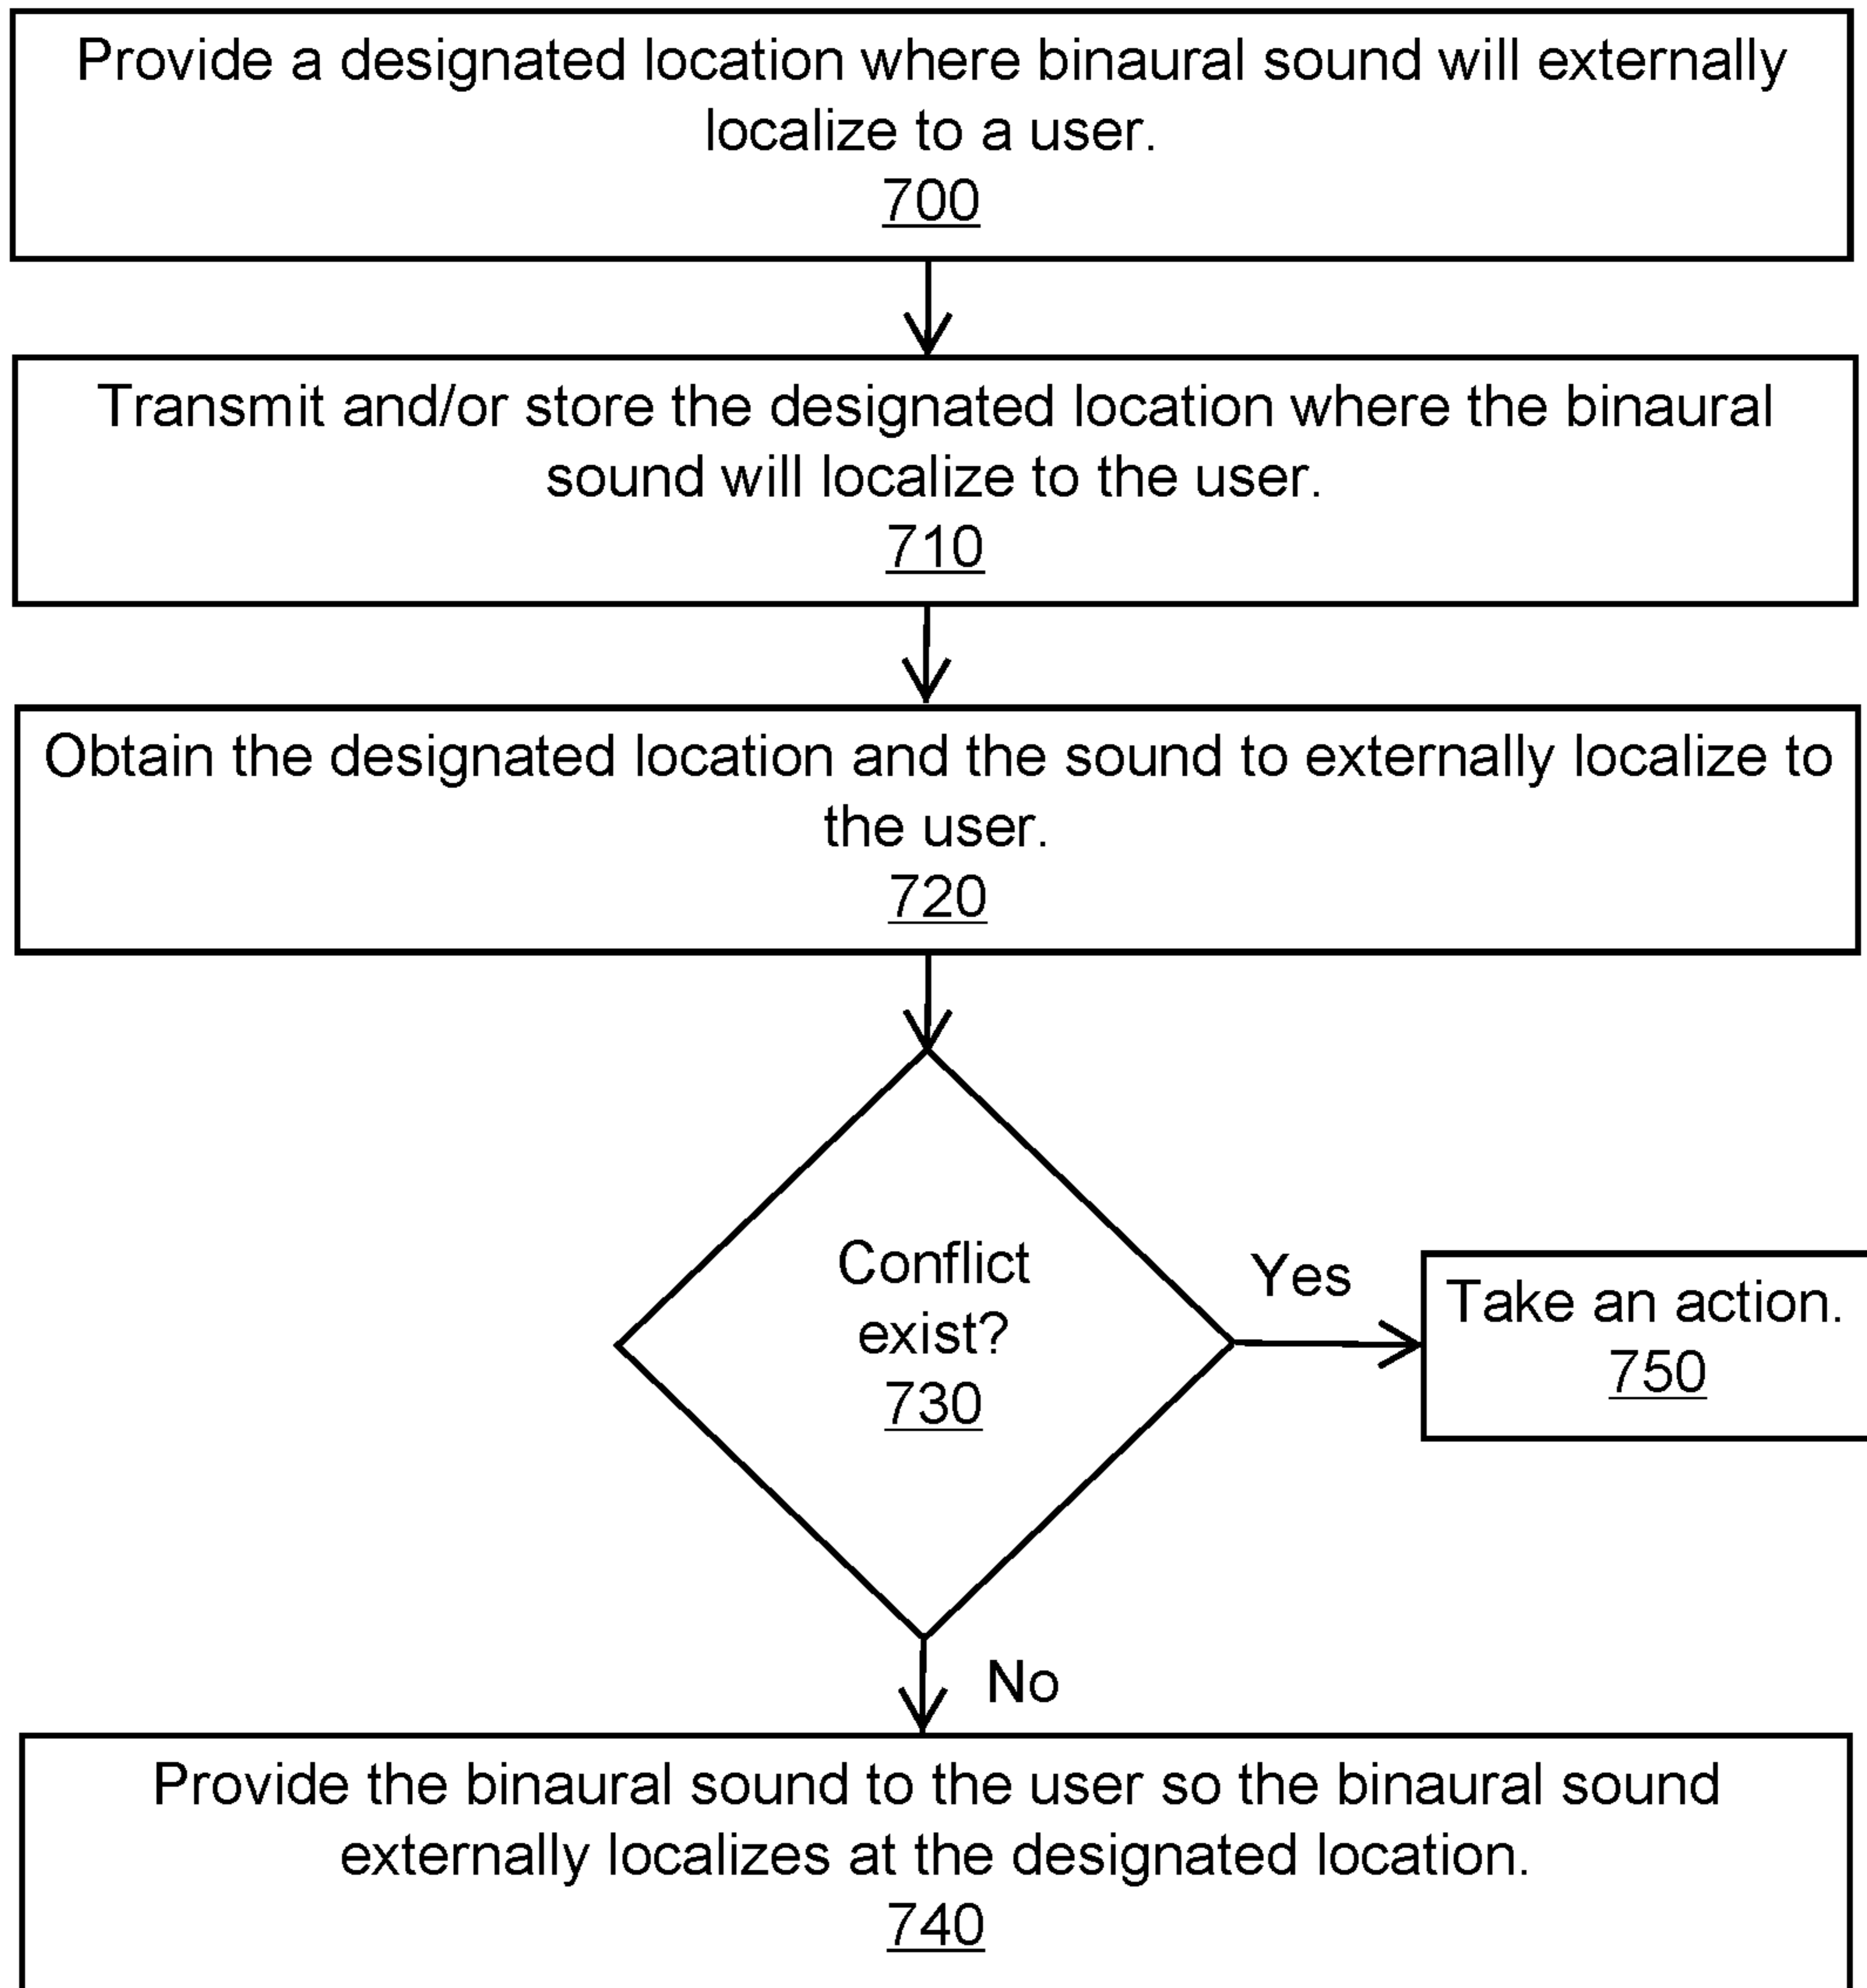 Provide a designated location where binaural sound will externally
localize to a user.
700
Transmit and/or store the designated location where the binaural
sound will localize to the user.
710
Obtain the designated location and the sound to externally localize to
the user.
720
Conflict
exist?
730
Yes
Take an action.
750
No
Provide the binaural sound to the user so the binaural sound
externally localizes at the designated location.
740